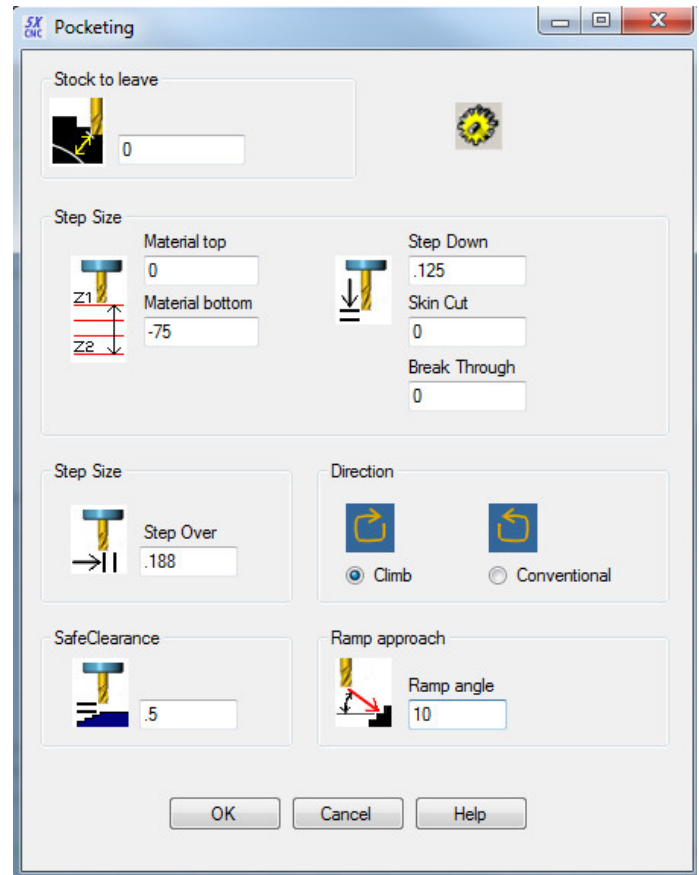 5X
CNC Pocketing
Stock to leave
0
Step Size
Material top
0
Material bottom
-75
Z1
Z2
Step Down
.125
Skin Cut
0
Break Through
0
Step Size
Step Over
.188
Direction
Climb
Conventional
SafeClearance
.5
Ramp approach
Ramp angle
10
OK Cancel Help